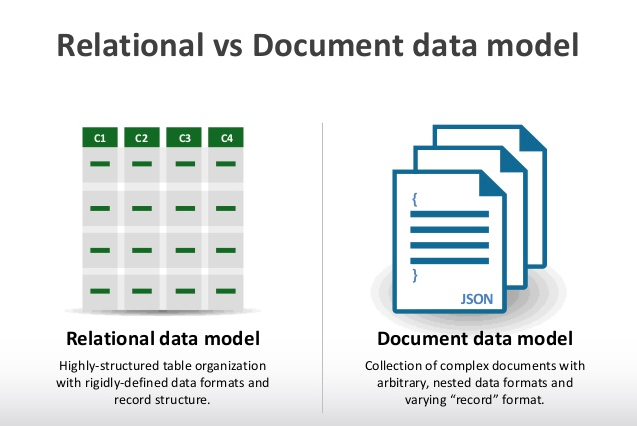 Relational vs Document data model
C1 C2 C3 C4
Relational data model
Highly-structured table organization
with rigidly-defined data formats and
record structure.
{
}
JSON
Document data model
Collection of complex documents with
arbitrary, nested data formats and
varying “record” format.